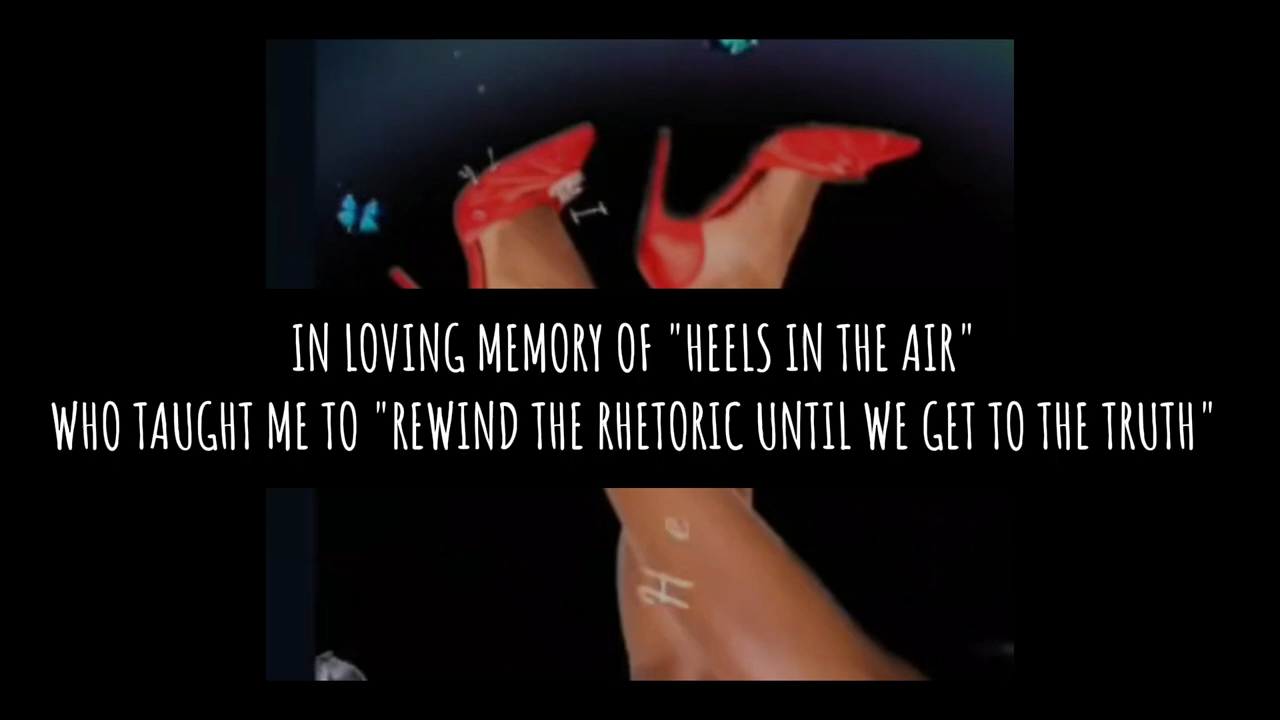 IN LOVING MEMORY OF "HEELS IN THE AIR"
WHO TAUGHT ME TO "REWIND THE RHETORIC UNTIL WE GET TO THE TRUTH"
He